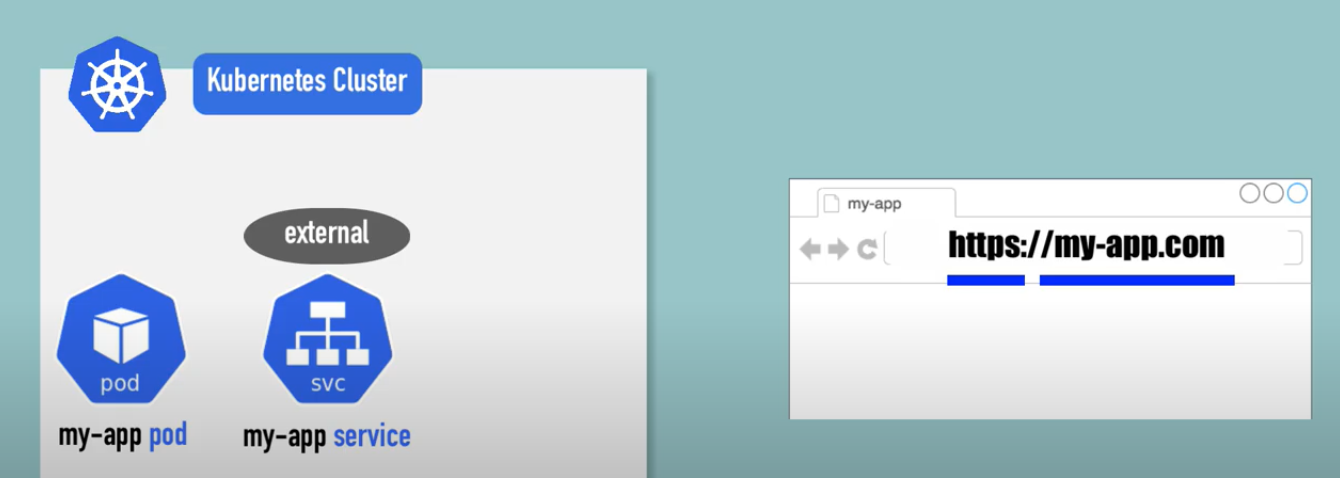 Kubernetes Cluster
external
pod
svc
my-app pod
my-app service
my-app
https://my-app.com